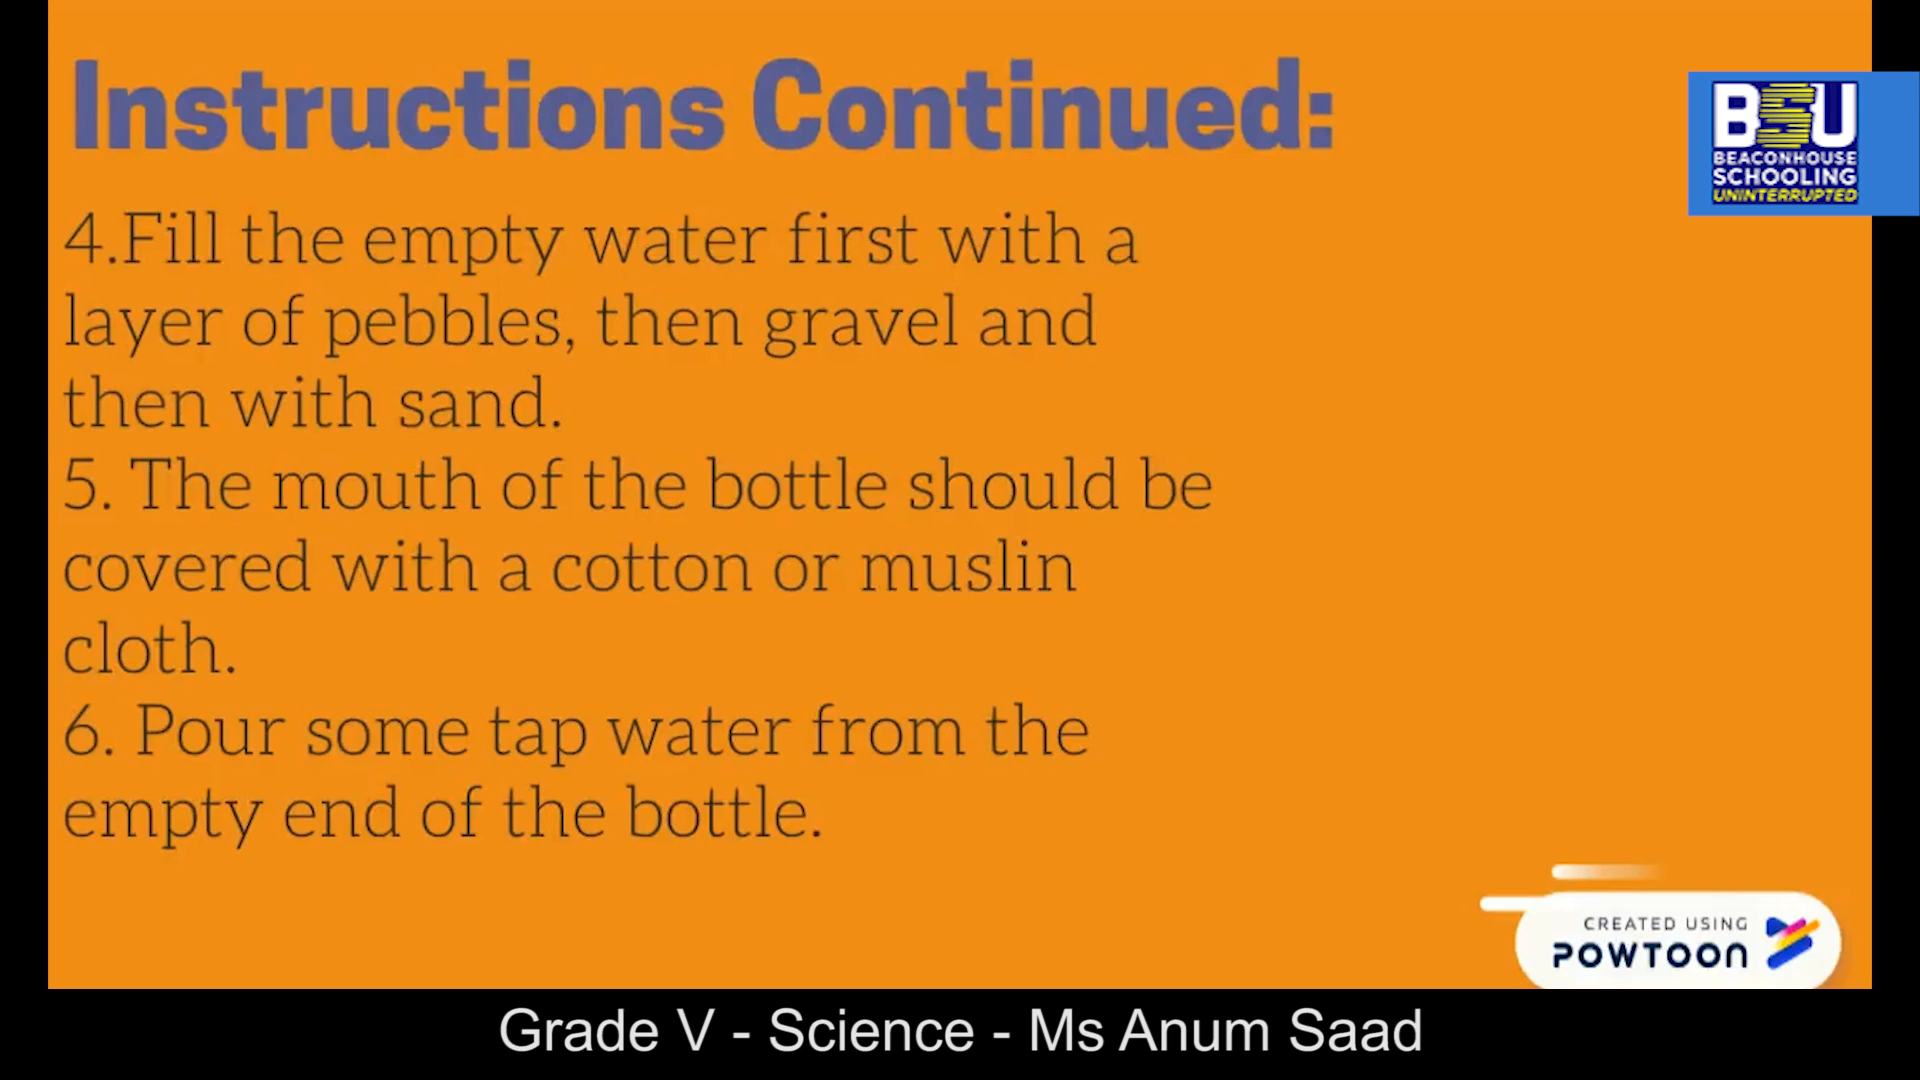 Instructions Continued:
BSU
BEACONHOUSE
SCHOOLING
UNINTERRUPTED
4.Fill the empty water first with a
layer of pebbles, then gravel and
then with sand.
5. The mouth of the bottle should be
covered with a cotton or muslin
cloth.
6. Pour some tap water from the
empty end of the bottle.
CREATED USING
POWTOON
Grade V - Science - Ms Anum Saad